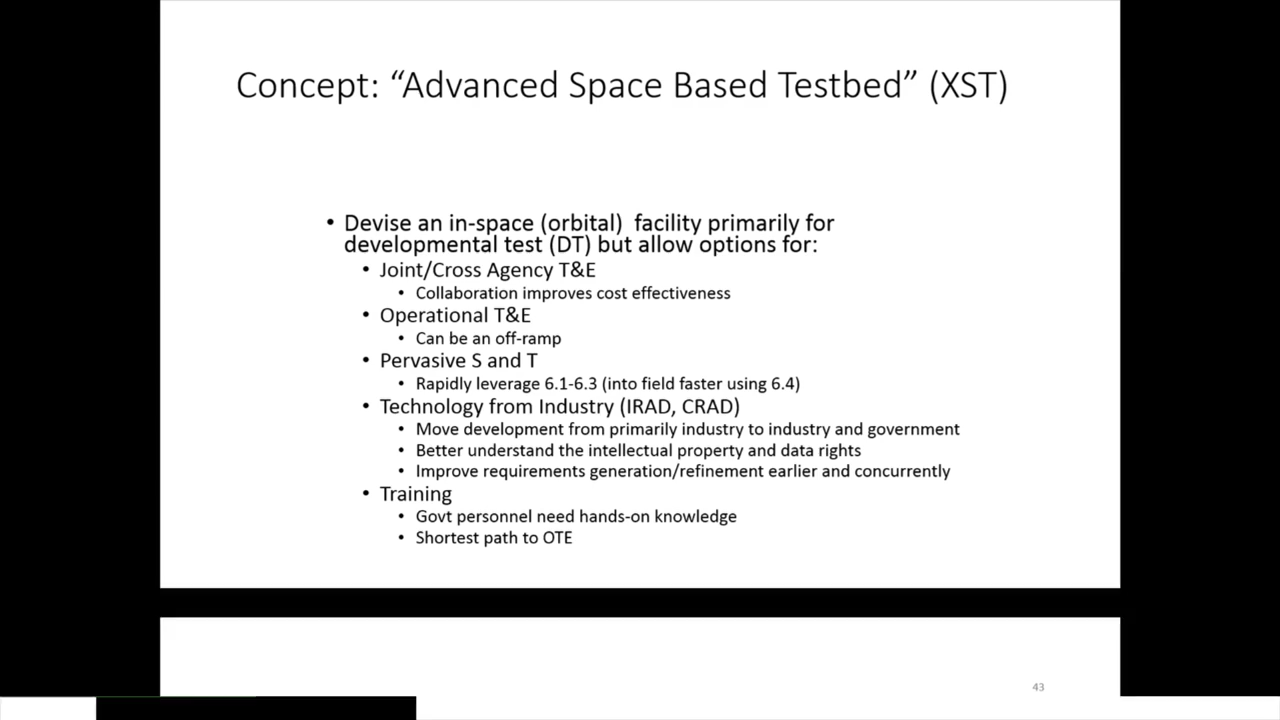 Concept: “Advanced Space Based Testbed” (XST)
• Devise an in-space (orbital)  facility primarily for
developmental test (DT) but allow options for:
• Joint/Cross Agency T&E
• Collaboration improves cost effectiveness
• Operational T&E
• Can be an off-ramp
• Pervasive S and T
• Rapidly leverage 6.1-6.3 (into field faster using 6.4)
• Technology from Industry (IRAD, CRAD)
• Move development from primarily industry to industry and government
• Better understand the intellectual property and data rights
• Improve requirements generation/refinement earlier and concurrently
• Training
• Govt personnel need hands-on knowledge
• Shortest path to OTE
43